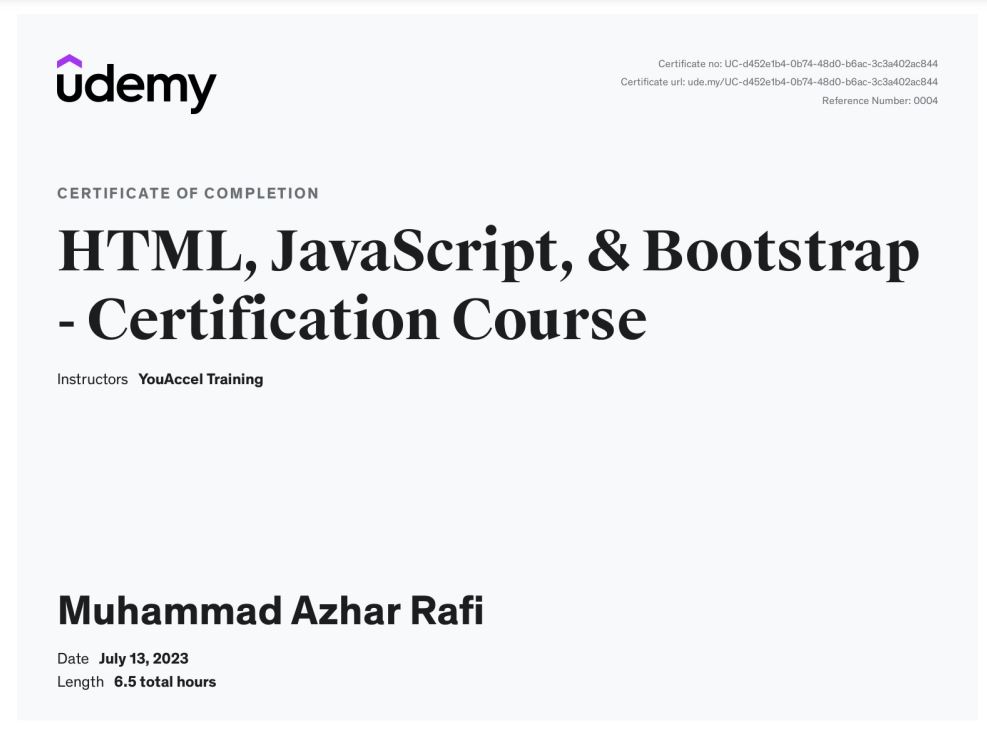 udemy
Certificate no: UC-d452e1b4-0b74-48d0-b6ac-3c3a402ac844
Certificate url: ude.my/UC-d452e1b4-0b74-48d0-b6ac-3c3a402ac844
Reference Number: 0004
CERTIFICATE OF COMPLETION
HTML, JavaScript, & Bootstrap
- Certification Course
Instructors YouAccel Training
Muhammad Azhar Rafi
Date July 13, 2023
Length 6.5 total hours